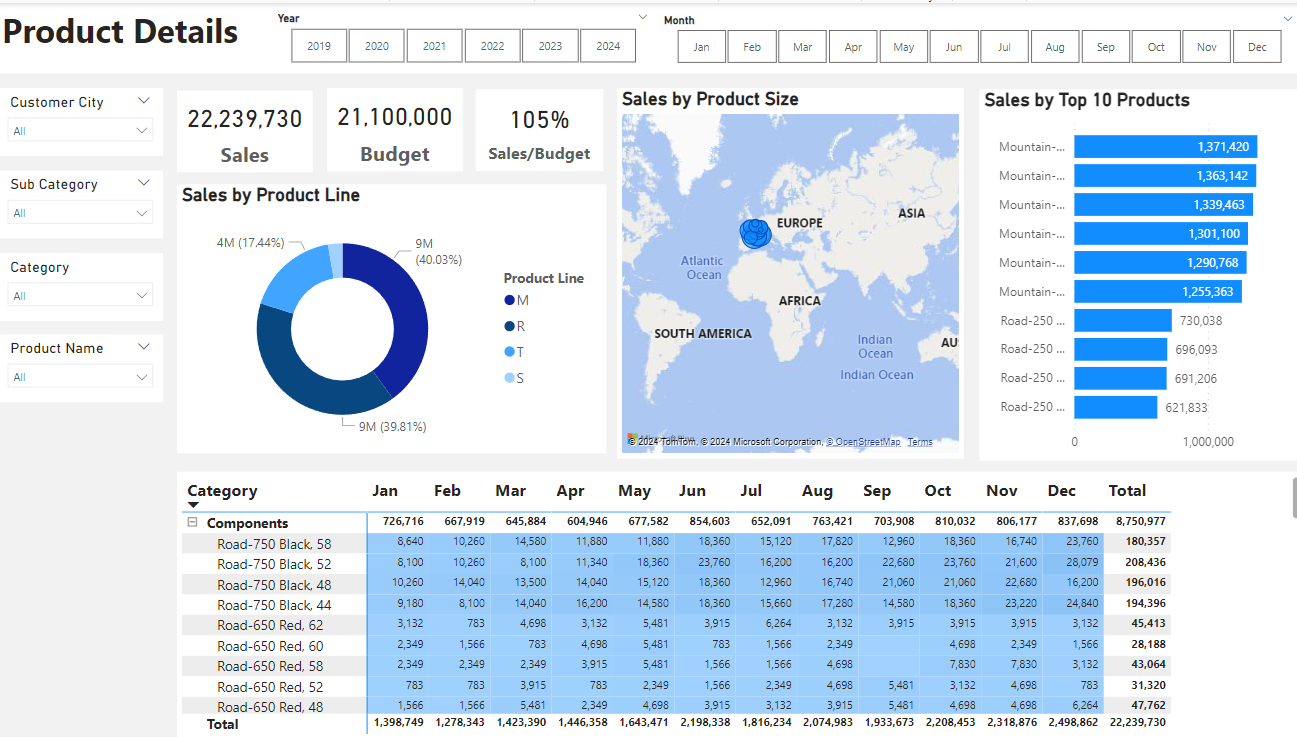 Product Details
Year
2019 2020 2021 2022 2023 2024
Month
Jan Feb Mar Apr May Jun Jul Aug Sep Oct Nov Dec
Customer City
All
Sub Category
All
Category
All
Product Name
All
22,239,730
Sales
21,100,000
Budget
105%
Sales/Budget
Sales by Product Line
4M (17.44%)
9M
(40.03%)
9M (39.81%)
Product Line
M
R
T
S
Sales by Product Size
EUROPE
ASIA
Atlantic
Ocean
AFRICA
SOUTH AMERICA
Indian
Ocean
AU
Indian Ocean
© 2024 TomTom, © 2024 Microsoft Corporation, © OpenStreetMap Terms
Sales by Top 10 Products
Mountain-... 1,371,420
Mountain-... 1,363,142
Mountain-... 1,339,463
Mountain-... 1,301,100
Mountain-... 1,290,768
Mountain-... 1,255,363
Road-250 ... 730,038
Road-250 ... 696,093
Road-250 ... 691,206
Road-250 ... 621,833
0 1,000,000
Category Jan Feb Mar Apr May Jun Jul Aug Sep Oct Nov Dec Total
Components 726,716 667,919 645,884 604,946 677,582 854,603 652,091 763,421 703,908 810,032 806,177 837,698 8,750,977
Road-750 Black, 58 8,640 10,260 14,580 11,880 11,880 18,360 15,120 17,820 12,960 18,360 16,740 23,760 180,357
Road-750 Black, 52 8,100 10,260 8,100 11,340 18,360 23,760 16,200 16,200 22,680 23,760 21,600 28,079 208,436
Road-750 Black, 48 10,260 14,040 13,500 14,040 15,120 18,360 12,960 16,740 21,060 21,060 22,680 16,200 196,016
Road-750 Black, 44 9,180 8,100 14,040 16,200 14,580 18,360 15,660 17,280 14,580 18,360 23,220 24,840 194,396
Road-650 Red, 62 3,132 783 4,698 3,132 5,481 3,915 6,264 3,132 3,915 3,915 3,915 3,132 45,413
Road-650 Red, 60 2,349 1,566 783 4,698 5,481 783 1,566 2,349 4,698 2,349 1,566 28,188
Road-650 Red, 58 2,349 2,349 2,349 3,915 5,481 1,566 1,566 4,698 7,830 7,830 3,132 43,064
Road-650 Red, 52 783 783 3,915 783 2,349 1,566 2,349 4,698 5,481 3,132 4,698 783 31,320
Road-650 Red, 48 1,566 1,566 5,481 2,349 4,698 3,915 3,132 3,915 5,481 4,698 4,698 6,264 47,762
Total 1,398,749 1,278,343 1,423,390 1,446,358 1,643,471 2,198,338 1,816,234 2,074,983 1,933,673 2,208,453 2,318,876 2,498,862 22,239,730